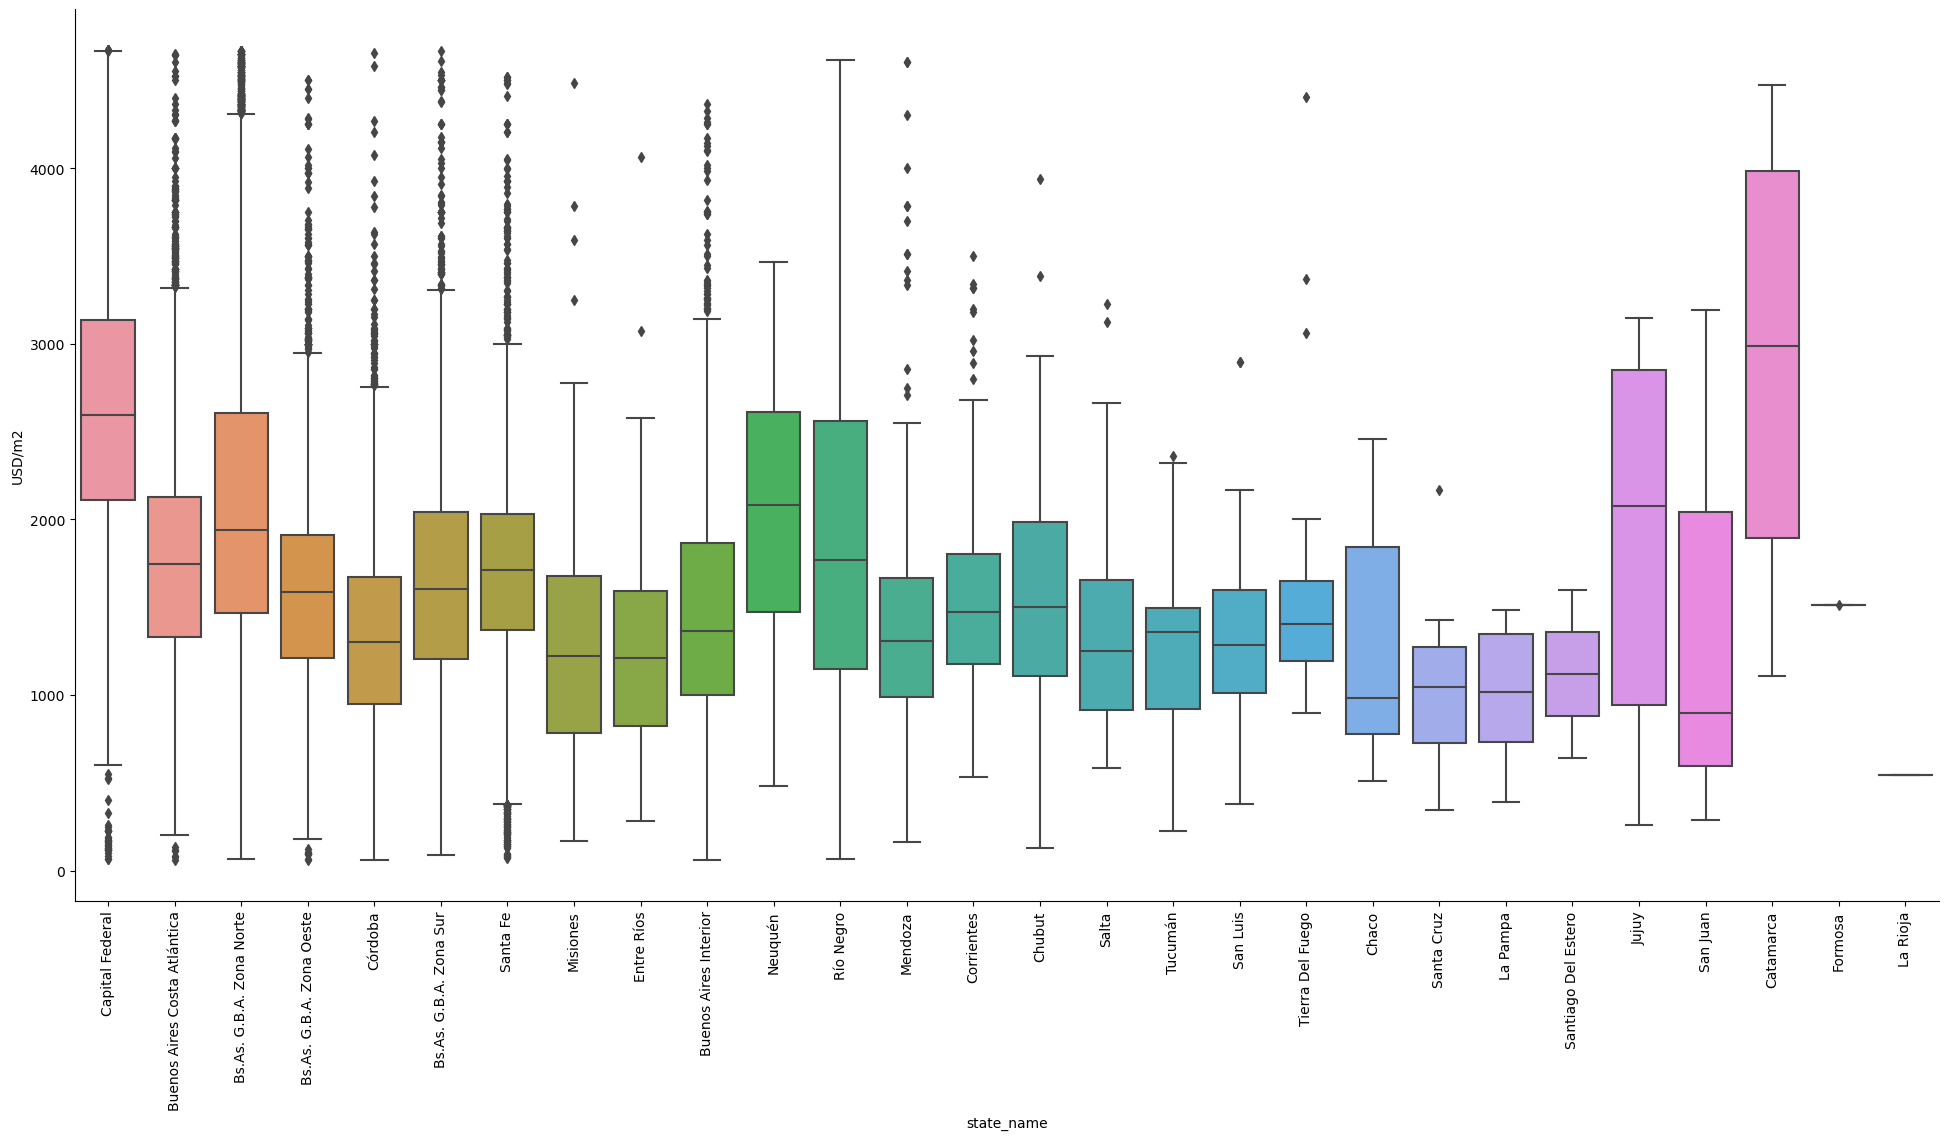 USD/m2
4000
3000
2000
1000
0
Capital Federal
Buenos Aires Costa Atlántica
Bs.As. G.B.A. Zona Norte
Bs.As. G.B.A. Zona Oeste
Córdoba
Bs.As. G.B.A. Zona Sur
Santa Fe
Misiones
Entre Ríos
Buenos Aires Interior
Neuquén
Río Negro
Mendoza
Corrientes
Chubut
Salta
Tucumán
San Luis
Tierra Del Fuego
Chaco
Santa Cruz
La Pampa
Santiago Del Estero
Jujuy
San Juan
Catamarca
Formosa
La Rioja
state_name